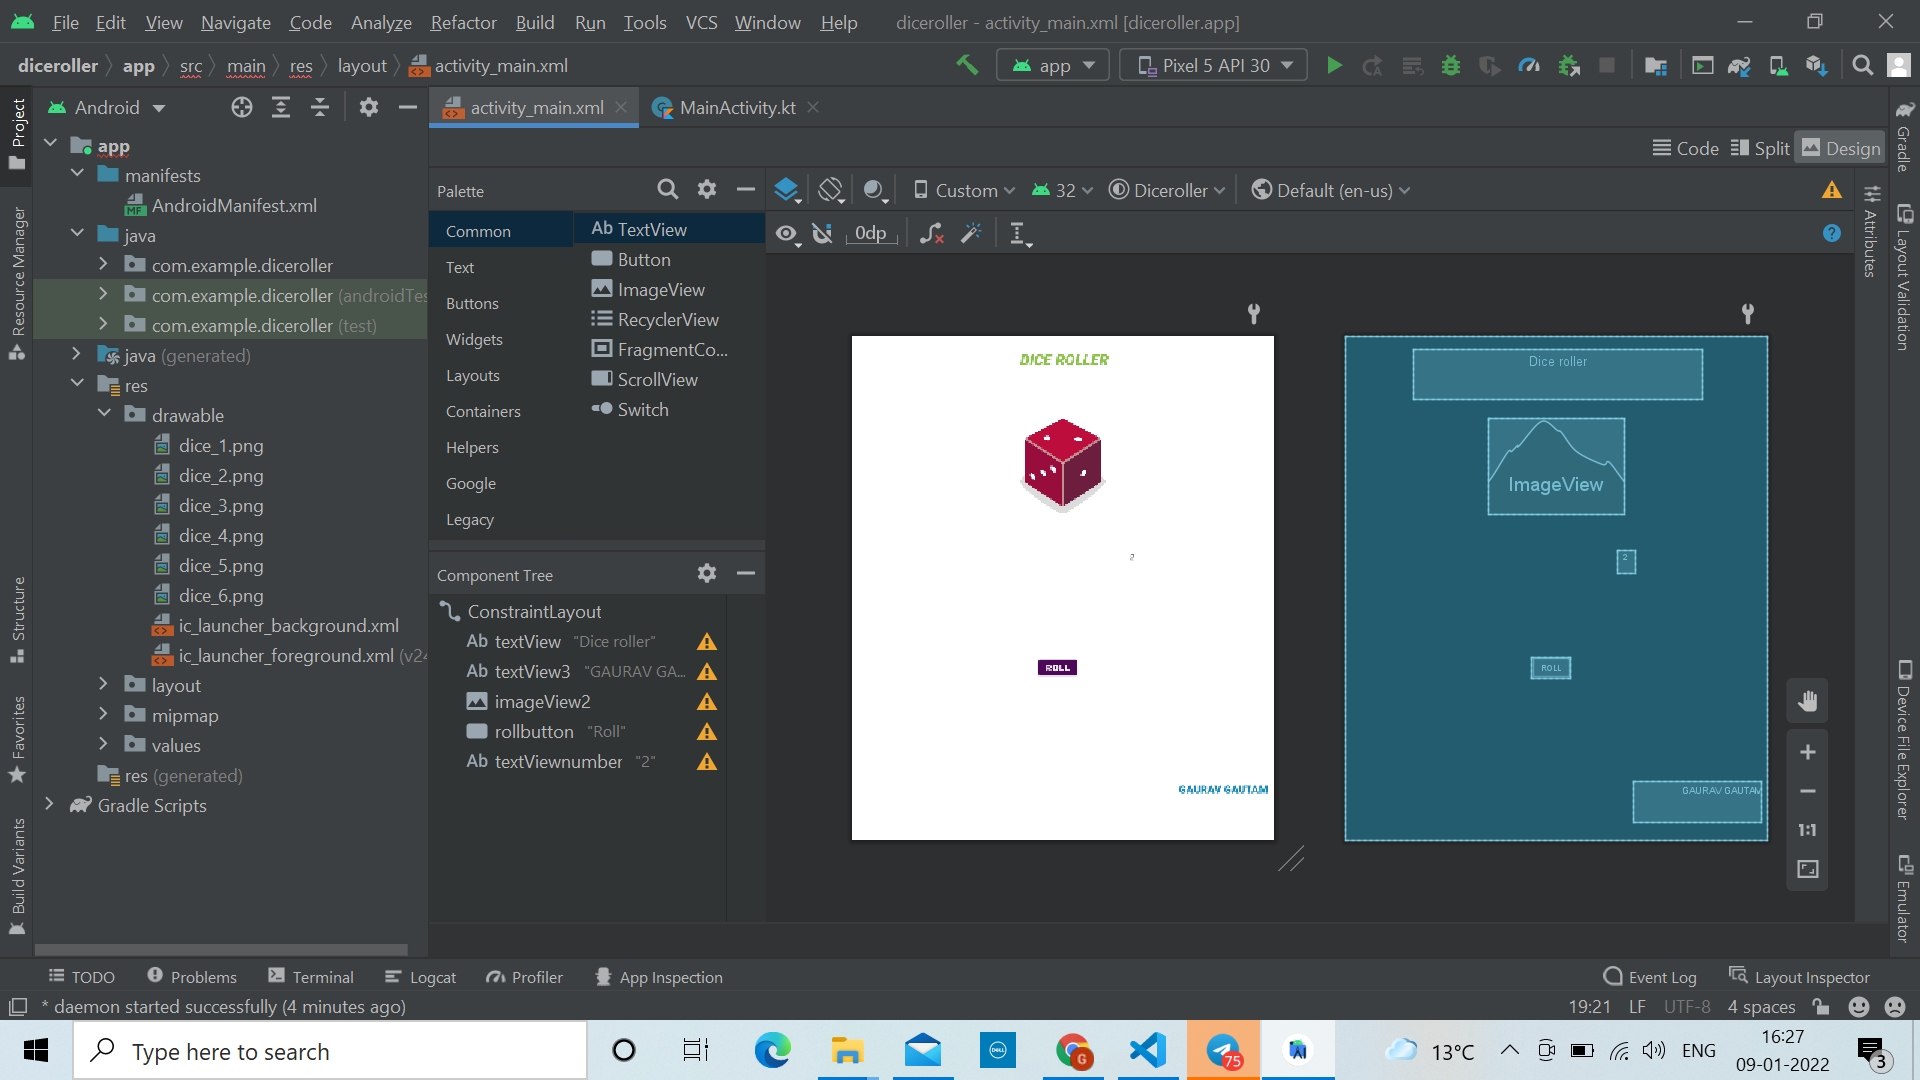 File Edit View Navigate Code Analyze Refactor Build Run Tools VCS Window Help diceroller - activity_main.xml [diceroller.app]
diceroller app src main res layout activity_main.xml app Pixel 5 API 30
Android activity_main.xml MainActivity.kt
Code Split Design
Project
Resource Manager
Structure
Favorites
Build Variants
app
manifests
AndroidManifest.xml
java
com.example.diceroller
com.example.diceroller (androidTes
com.example.diceroller (test)
java (generated)
res
drawable
dice_1.png
dice_2.png
dice_3.png
dice_4.png
dice_5.png
dice_6.png
ic_launcher_background.xml
ic_launcher_foreground.xml (v24
layout
mipmap
values
res (generated)
Gradle Scripts
Palette
Common
Text
Buttons
Widgets
Layouts
Containers
Helpers
Google
Legacy
Ab TextView
Button
ImageView
RecyclerView
FragmentCo...
ScrollView
Switch
Component Tree
ConstraintLayout
Ab textView "Dice roller"
Ab textView3 "GAURAV GA...
imageView2
rollbutton "Roll"
Ab textViewnumber "2"
Custom 32 Diceroller Default (en-us)
0dp
DICE ROLLER
2
ROLL
GAURAV GAUTAM
Dice roller
ImageView
2
ROLL
GAURAV GAUTAM
1:1
Gradle
Layout Validation
Attributes
Device File Explorer
Emulator
TODO Problems Terminal Logcat Profiler App Inspection Event Log Layout Inspector
* daemon started successfully (4 minutes ago) 19:21 LF UTF-8 4 spaces
Type here to search
DELL
G
75
13°C ENG
16:27
09-01-2022
3